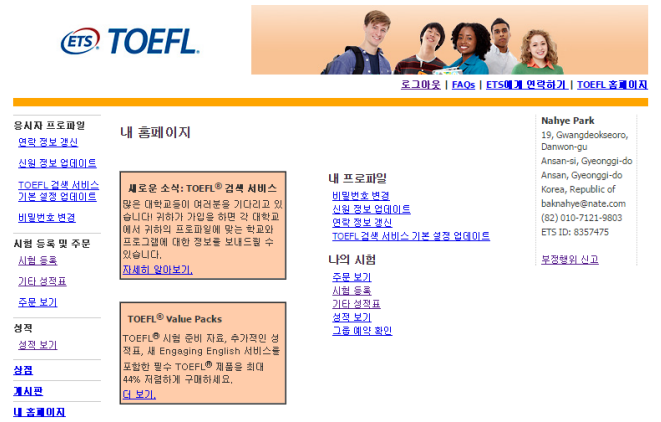 ETS TOEFL.
로그아웃 | FAQs | ETS에게 연락하기 | TOEFL 홈페이지
응시자 프로파일
연락 정보 갱신
신원 정보 업데이트
TOEFL 검색 서비스
기본 설정 업데이트
비밀번호 변경
시험 등록 및 주문
시험 등록
기타 성적표
주문 보기
성적
성적 보기
상점
게시판
내 홈페이지
내 홈페이지
새로운 소식: TOEFL® 검색 서비스
많은 대학교들이 여러분을 기다리고 있
습니다! 귀하가 가입을 하면 각 대학교
에서 귀하의 프로파일에 맞는 학교와
프로그램에 대한 정보를 보내드릴 수
있습니다.
자세히 알아보기.
TOEFL® Value Packs
TOEFL® 시험 준비 자료, 추가적인 성
적표, 새 Engaging English 서비스를
포함한 필수 TOEFL® 제품을 최대
44% 저렴하게 구매하세요.
더 보기.
내 프로파일
비밀번호 변경
신원 정보 업데이트
연락 정보 갱신
TOEFL 검색 서비스 기본 설정 업데이트
나의 시험
주문 보기
시험 등록
기타 성적표
성적 보기
그룹 예약 확인
Nahye Park
19, Gwangdeokseoro,
Danwon-gu
Ansan-si, Gyeonggi-do
Ansan, Gyeonggi-do
Korea, Republic of
baknahye@nate.com
(82) 010-7121-9803
ETS ID: 8357475
부정행위 신고